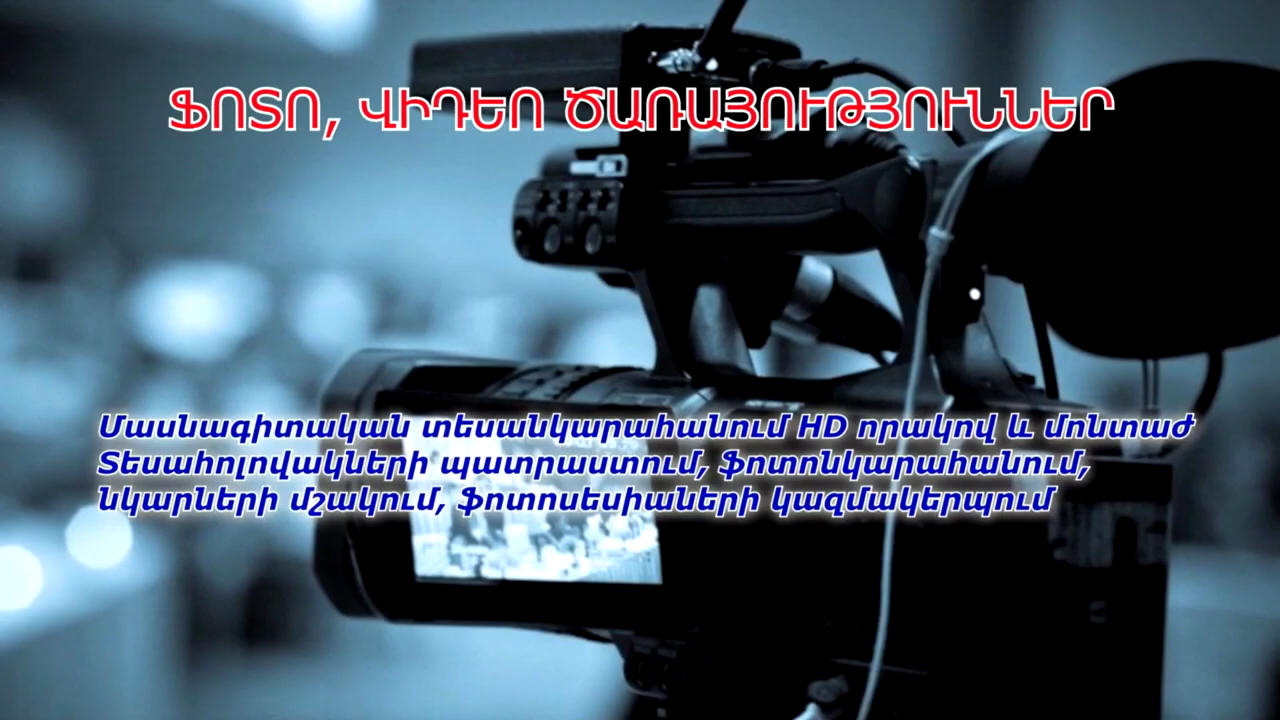 ՖՈՏՈ, ՎԻԴԵՈ ԾԱՌԱՅՈՒԹՅՈՒՆՆԵՐ
Մասնագիտական տեսանկարահանում HD որակով և մոնտաժ
Տեսահոլովակների պատրաստում, ֆոտոնկարահանում,
նկարների մշակում, ֆոտոսեսիաների կազմակերպում